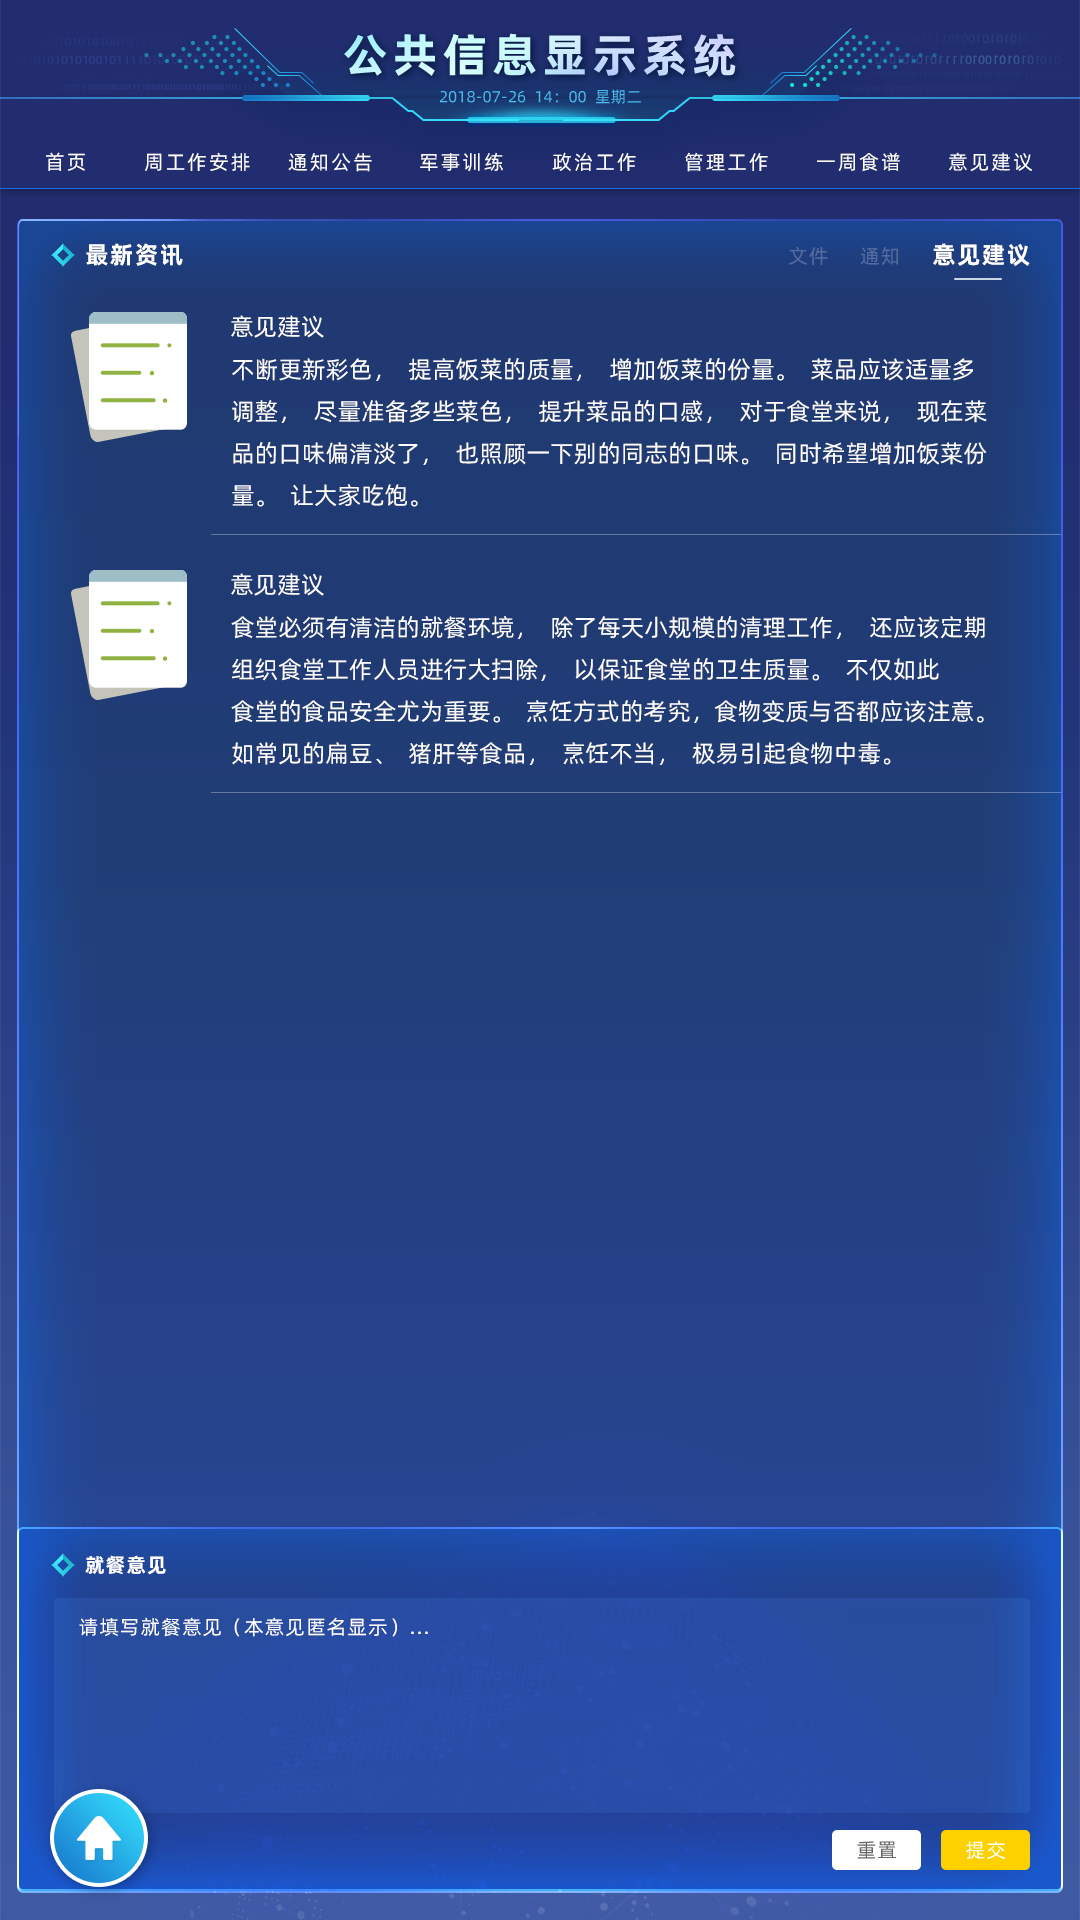 公共信息显示系统
2018-07-26 14：00 星期二
首页 周工作安排 通知公告 军事训练 政治工作 管理工作 一周食谱 意见建议
最新资讯 文件 通知 意见建议
意见建议
不断更新彩色， 提高饭菜的质量， 增加饭菜的份量。 菜品应该适量多
调整， 尽量准备多些菜色， 提升菜品的口感， 对于食堂来说， 现在菜
品的口味偏清淡了， 也照顾一下别的同志的口味。 同时希望增加饭菜份
量。 让大家吃饱。
意见建议
食堂必须有清洁的就餐环境， 除了每天小规模的清理工作， 还应该定期
组织食堂工作人员进行大扫除， 以保证食堂的卫生质量。 不仅如此
食堂的食品安全尤为重要。 烹饪方式的考究，食物变质与否都应该注意。
如常见的扁豆、 猪肝等食品， 烹饪不当， 极易引起食物中毒。
就餐意见
请填写就餐意见（本意见匿名显示）...
重置 提交